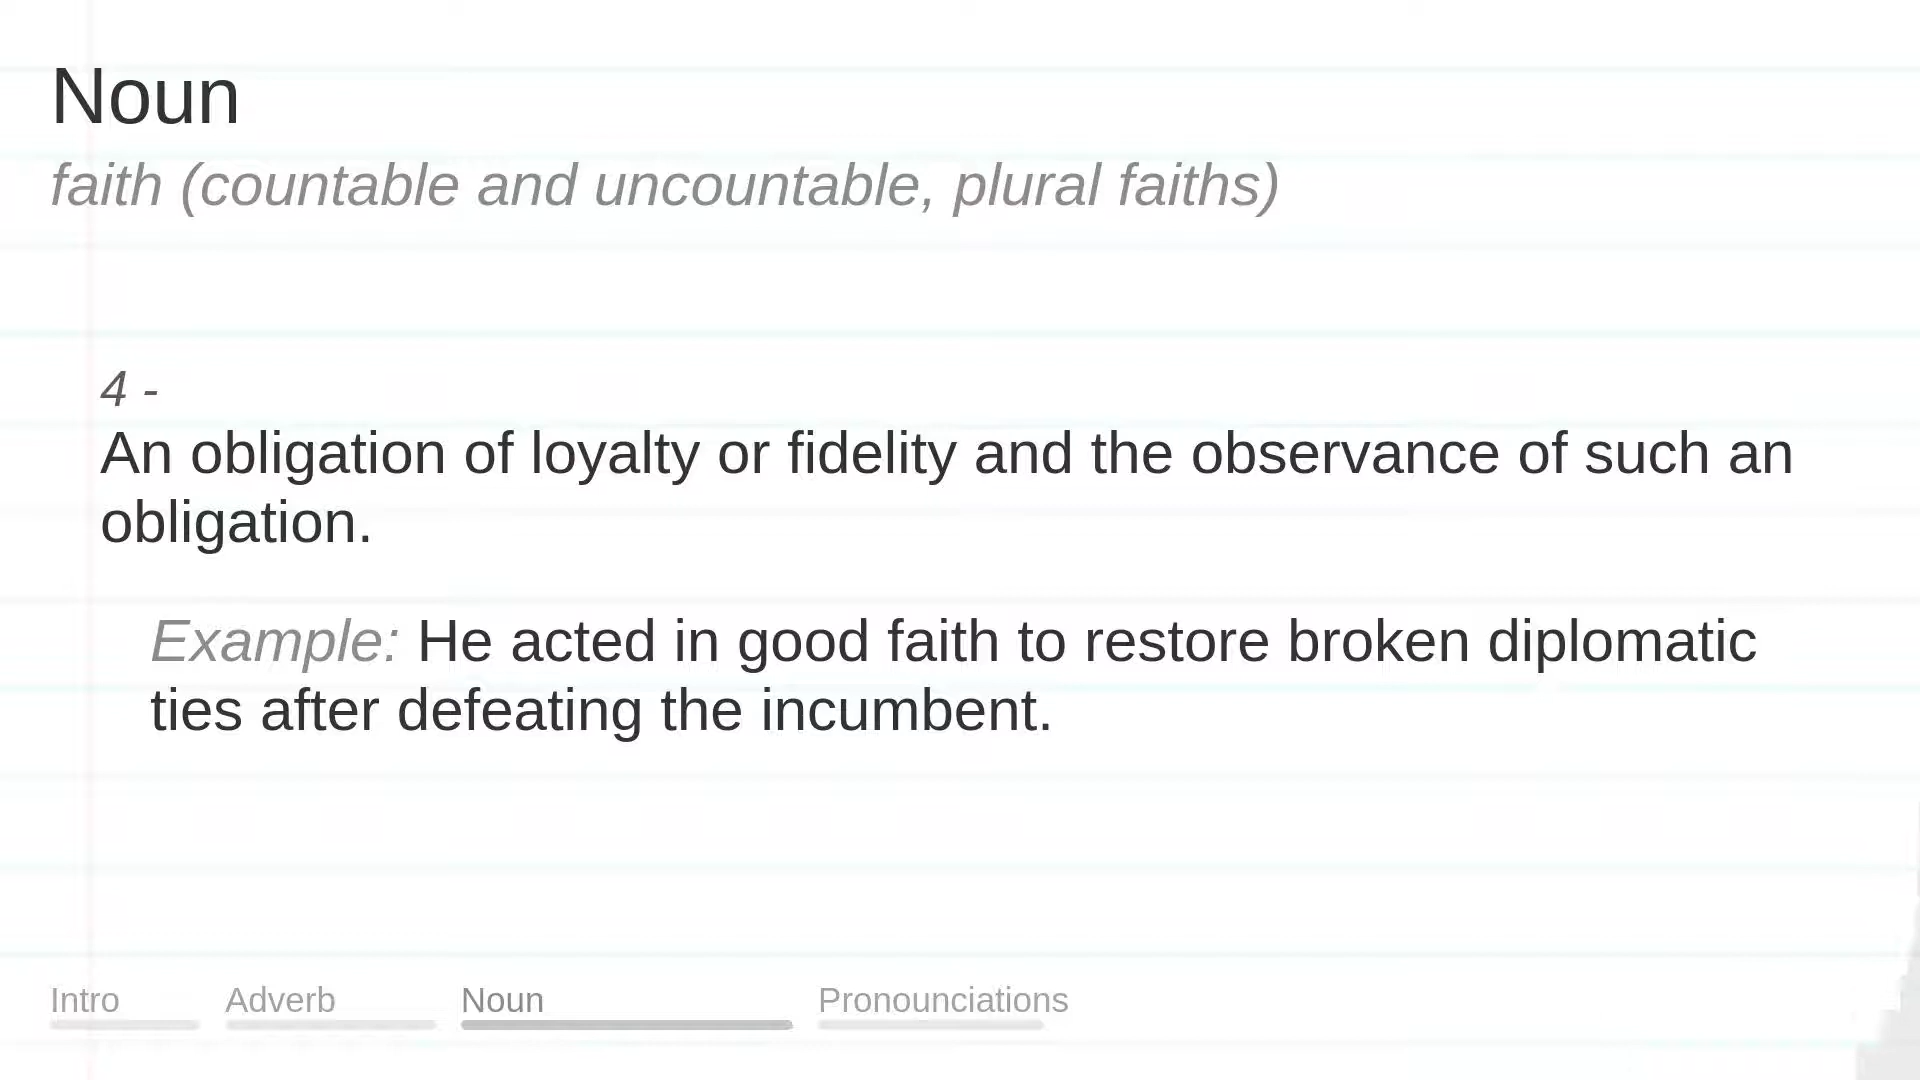 Noun
faith (countable and uncountable, plural faiths)
4 -
An obligation of loyalty or fidelity and the observance of such an
obligation.
Example: He acted in good faith to restore broken diplomatic
ties after defeating the incumbent.
Intro
Adverb
Noun
Pronounciations